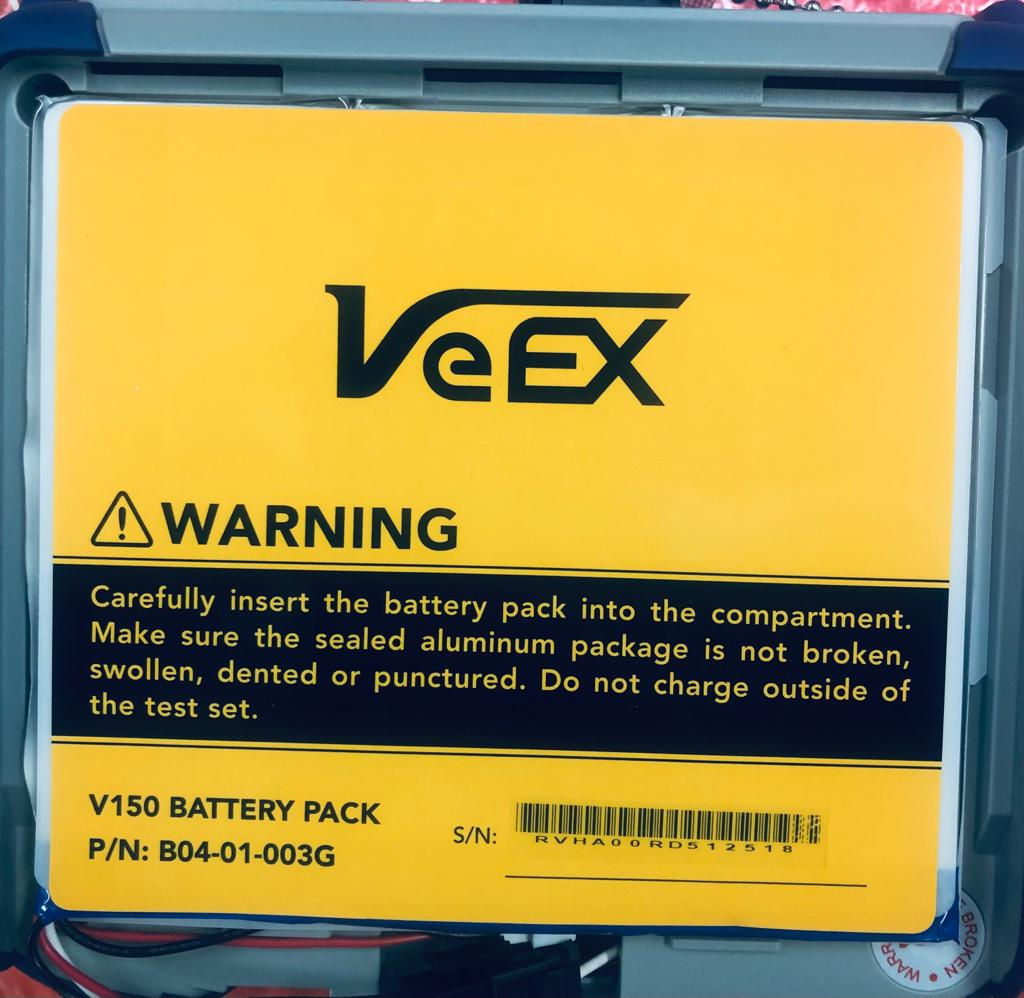 VeEX
WARNING
Carefully insert the battery pack into the compartment.
Make sure the sealed aluminum package is not broken,
swollen, dented or punctured. Do not charge outside of
the test set.
V150 BATTERY PACK
P/N: B04-01-003G
S/N:
RVHA00RD512518
BROKEN